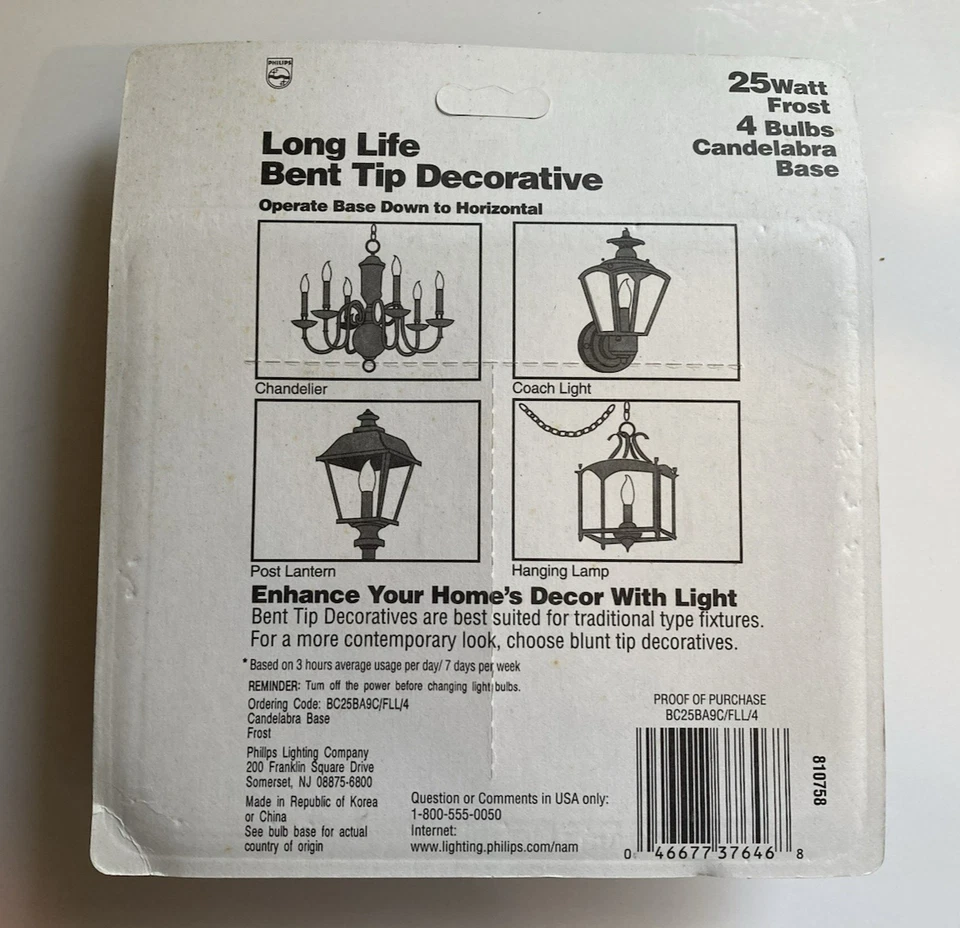 PHILIPS
25Watt
Frost
4 Bulbs
Candelabra
Base
Long Life
Bent Tip Decorative
Operate Base Down to Horizontal
Chandelier
Coach Light
Post Lantern
Hanging Lamp
Enhance Your Home's Decor With Light
Bent Tip Decoratives are best suited for traditional type fixtures.
For a more contemporary look, choose blunt tip decoratives.
*Based on 3 hours average usage per day/ 7 days per week
REMINDER: Turn off the power before changing light bulbs.
Ordering Code: BC25BA9C/FLL/4
Candelabra Base
Frost
Philips Lighting Company
200 Franklin Square Drive
Somerset, NJ 08875-6800
Made in Republic of Korea
or China
See bulb base for actual
country of origin
Question or Comments in USA only:
1-800-555-0050
Internet:
www.lighting.philips.com/nam
PROOF OF PURCHASE
BC25BA9C/FLL/4
0 46677 37646 8
810758